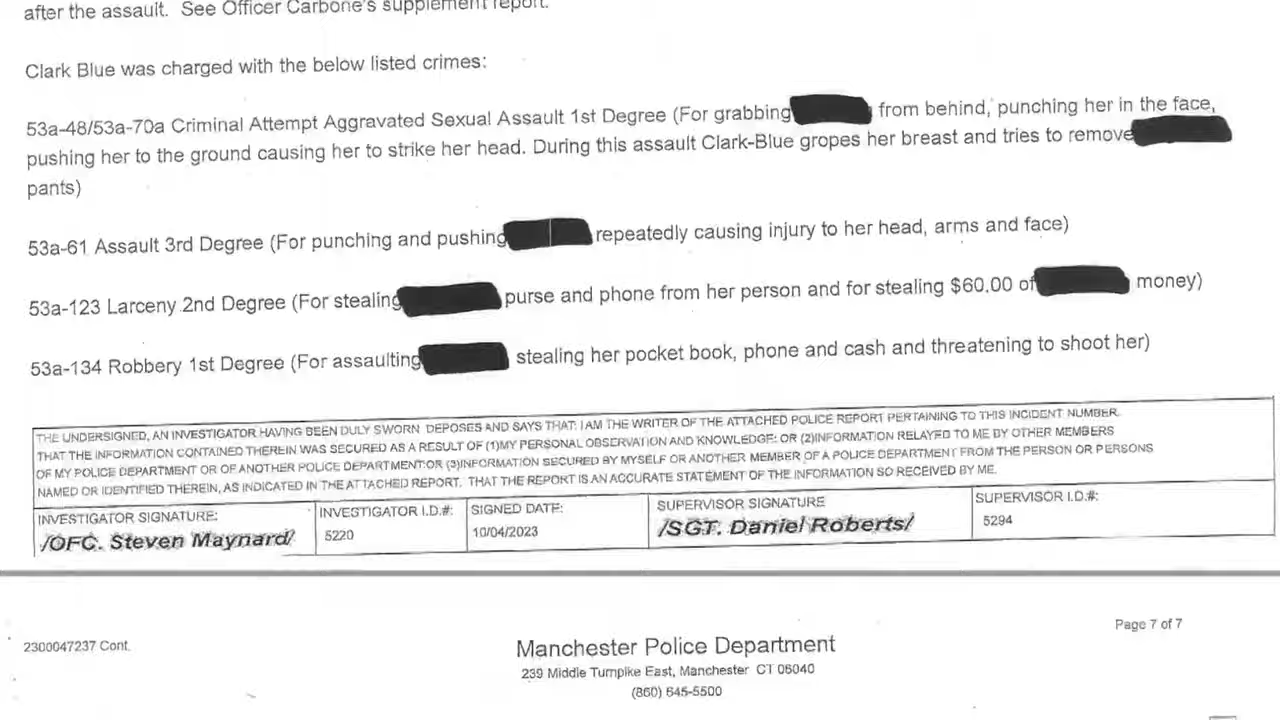 after the assault. See Officer Carbone's supplement report.
Clark Blue was charged with the below listed crimes:
53a-48/53a-70a Criminal Attempt Aggravated Sexual Assault 1st Degree (For grabbing from behind, punching her in the face,
pushing her to the ground causing her to strike her head. During this assault Clark-Blue gropes her breast and tries to remove
pants)
53a-61 Assault 3rd Degree (For punching and pushing repeatedly causing injury to her head, arms and face)
53a-123 Larceny 2nd Degree (For stealing purse and phone from her person and for stealing $60.00 of money)
53a-134 Robbery 1st Degree (For assaulting stealing her pocket book, phone and cash and threatening to shoot her)
THE UNDERSIGNED, AN INVESTIGATOR HAVING BEEN DULY SWORN DEPOSES AND SAYS THAT: I AM THE WRITER OF THE ATTACHED POLICE REPORT PERTAINING TO THIS INCIDENT NUMBER.
THAT THE INFORMATION CONTAINED THEREIN WAS SECURED AS A RESULT OF (1)MY PERSONAL OBSERVATION AND KNOWLEDGE: OR (2)INFORMATION RELAYED TO ME BY OTHER MEMBERS
OF MY POLICE DEPARTMENT OR OF ANOTHER POLICE DEPARTMENT:OR (3)INFORMATION SECURED BY MYSELF OR ANOTHER MEMBER OF A POLICE DEPARTMENT FROM THE PERSON OR PERSONS
NAMED OR IDENTIFIED THEREIN, AS INDICATED IN THE ATTACHED REPORT. THAT THE REPORT IS AN ACCURATE STATEMENT OF THE INFORMATION SO RECEIVED BY ME.
INVESTIGATOR SIGNATURE: INVESTIGATOR I.D.#: SIGNED DATE: SUPERVISOR SIGNATURE SUPERVISOR I.D.#:
/OFC. Steven Maynard/ 5220 10/04/2023 /SGT. Daniel Roberts/ 5294
Page 7 of 7
2300047237 Cont.
Manchester Police Department
239 Middle Turnpike East, Manchester CT 06040
(860) 645-5500